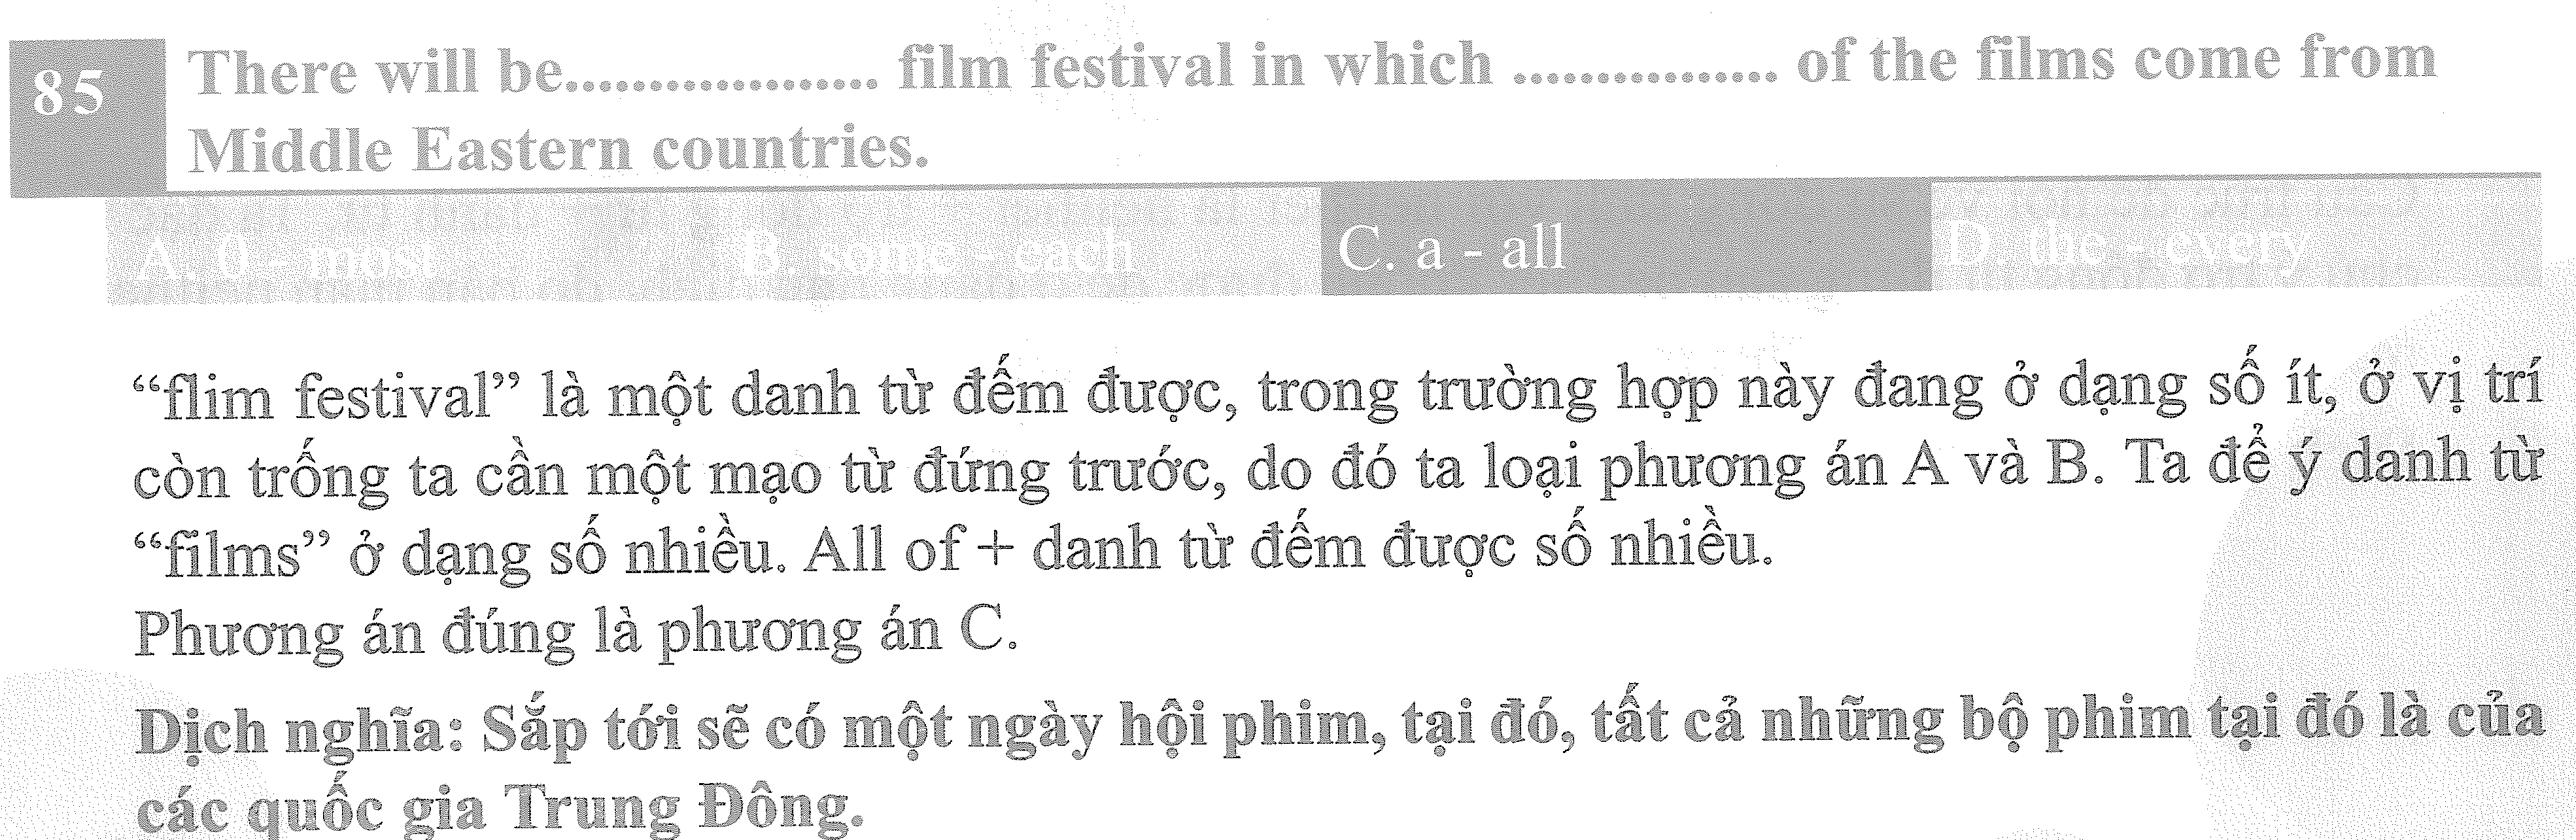 85 There will be.................. film festival in which ................ of the films come from
Middle Eastern countries.
A. 0 - most B. some - each C. a - all D. the - every
“flim festival” là một danh từ đếm được, trong trường hợp này đang ở dạng số ít, ở vị trí
còn trống ta cần một mạo từ đứng trước, do đó ta loại phương án A và B. Ta để ý danh từ
“films” ở dạng số nhiều. All of + danh từ đếm được số nhiều.
Phương án đúng là phương án C.
Dịch nghĩa: Sắp tới sẽ có một ngày hội phim, tại đó, tất cả những bộ phim tại đó là của
các quốc gia Trung Đông.